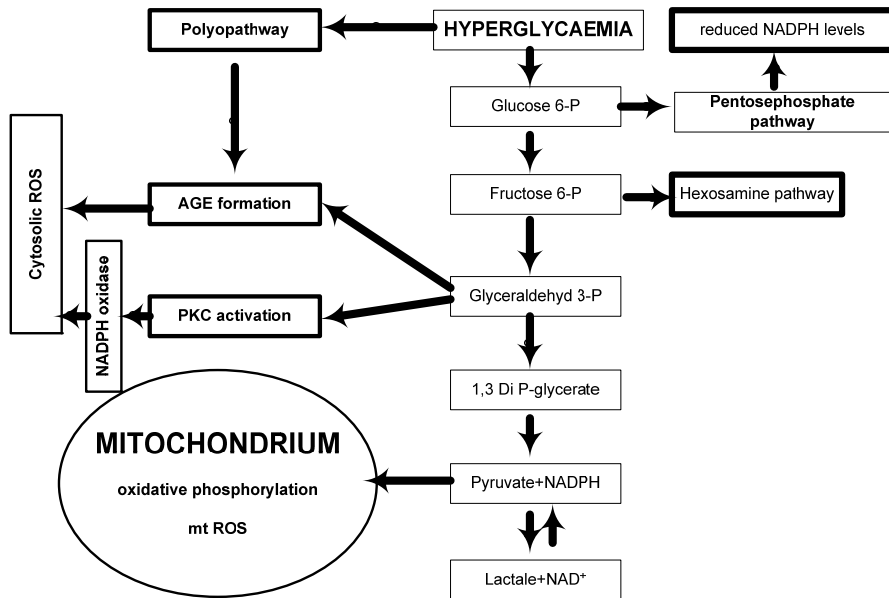 Polyopathway
HYPERGLYCAEMIA
reduced NADPH levels
Glucose 6-P
Pentosephosphate
pathway
Cytosolic ROS
AGE formation
Fructose 6-P
Hexosamine pathway
NADPH oxidase
PKC activation
Glyceraldehyd 3-P
1,3 Di P-glycerate
MITOCHONDRIUM
oxidative phosphorylation
mt ROS
Pyruvate+NADPH
Lactale+NAD⁺